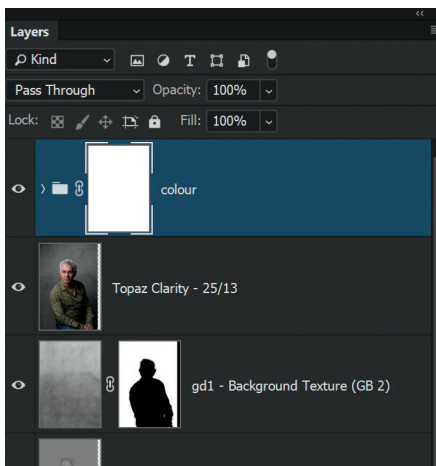 Layers
Kind
Pass Through Opacity: 100%
Lock: Fill: 100%
colour
Topaz Clarity - 25/13
gd1 - Background Texture (GB 2)